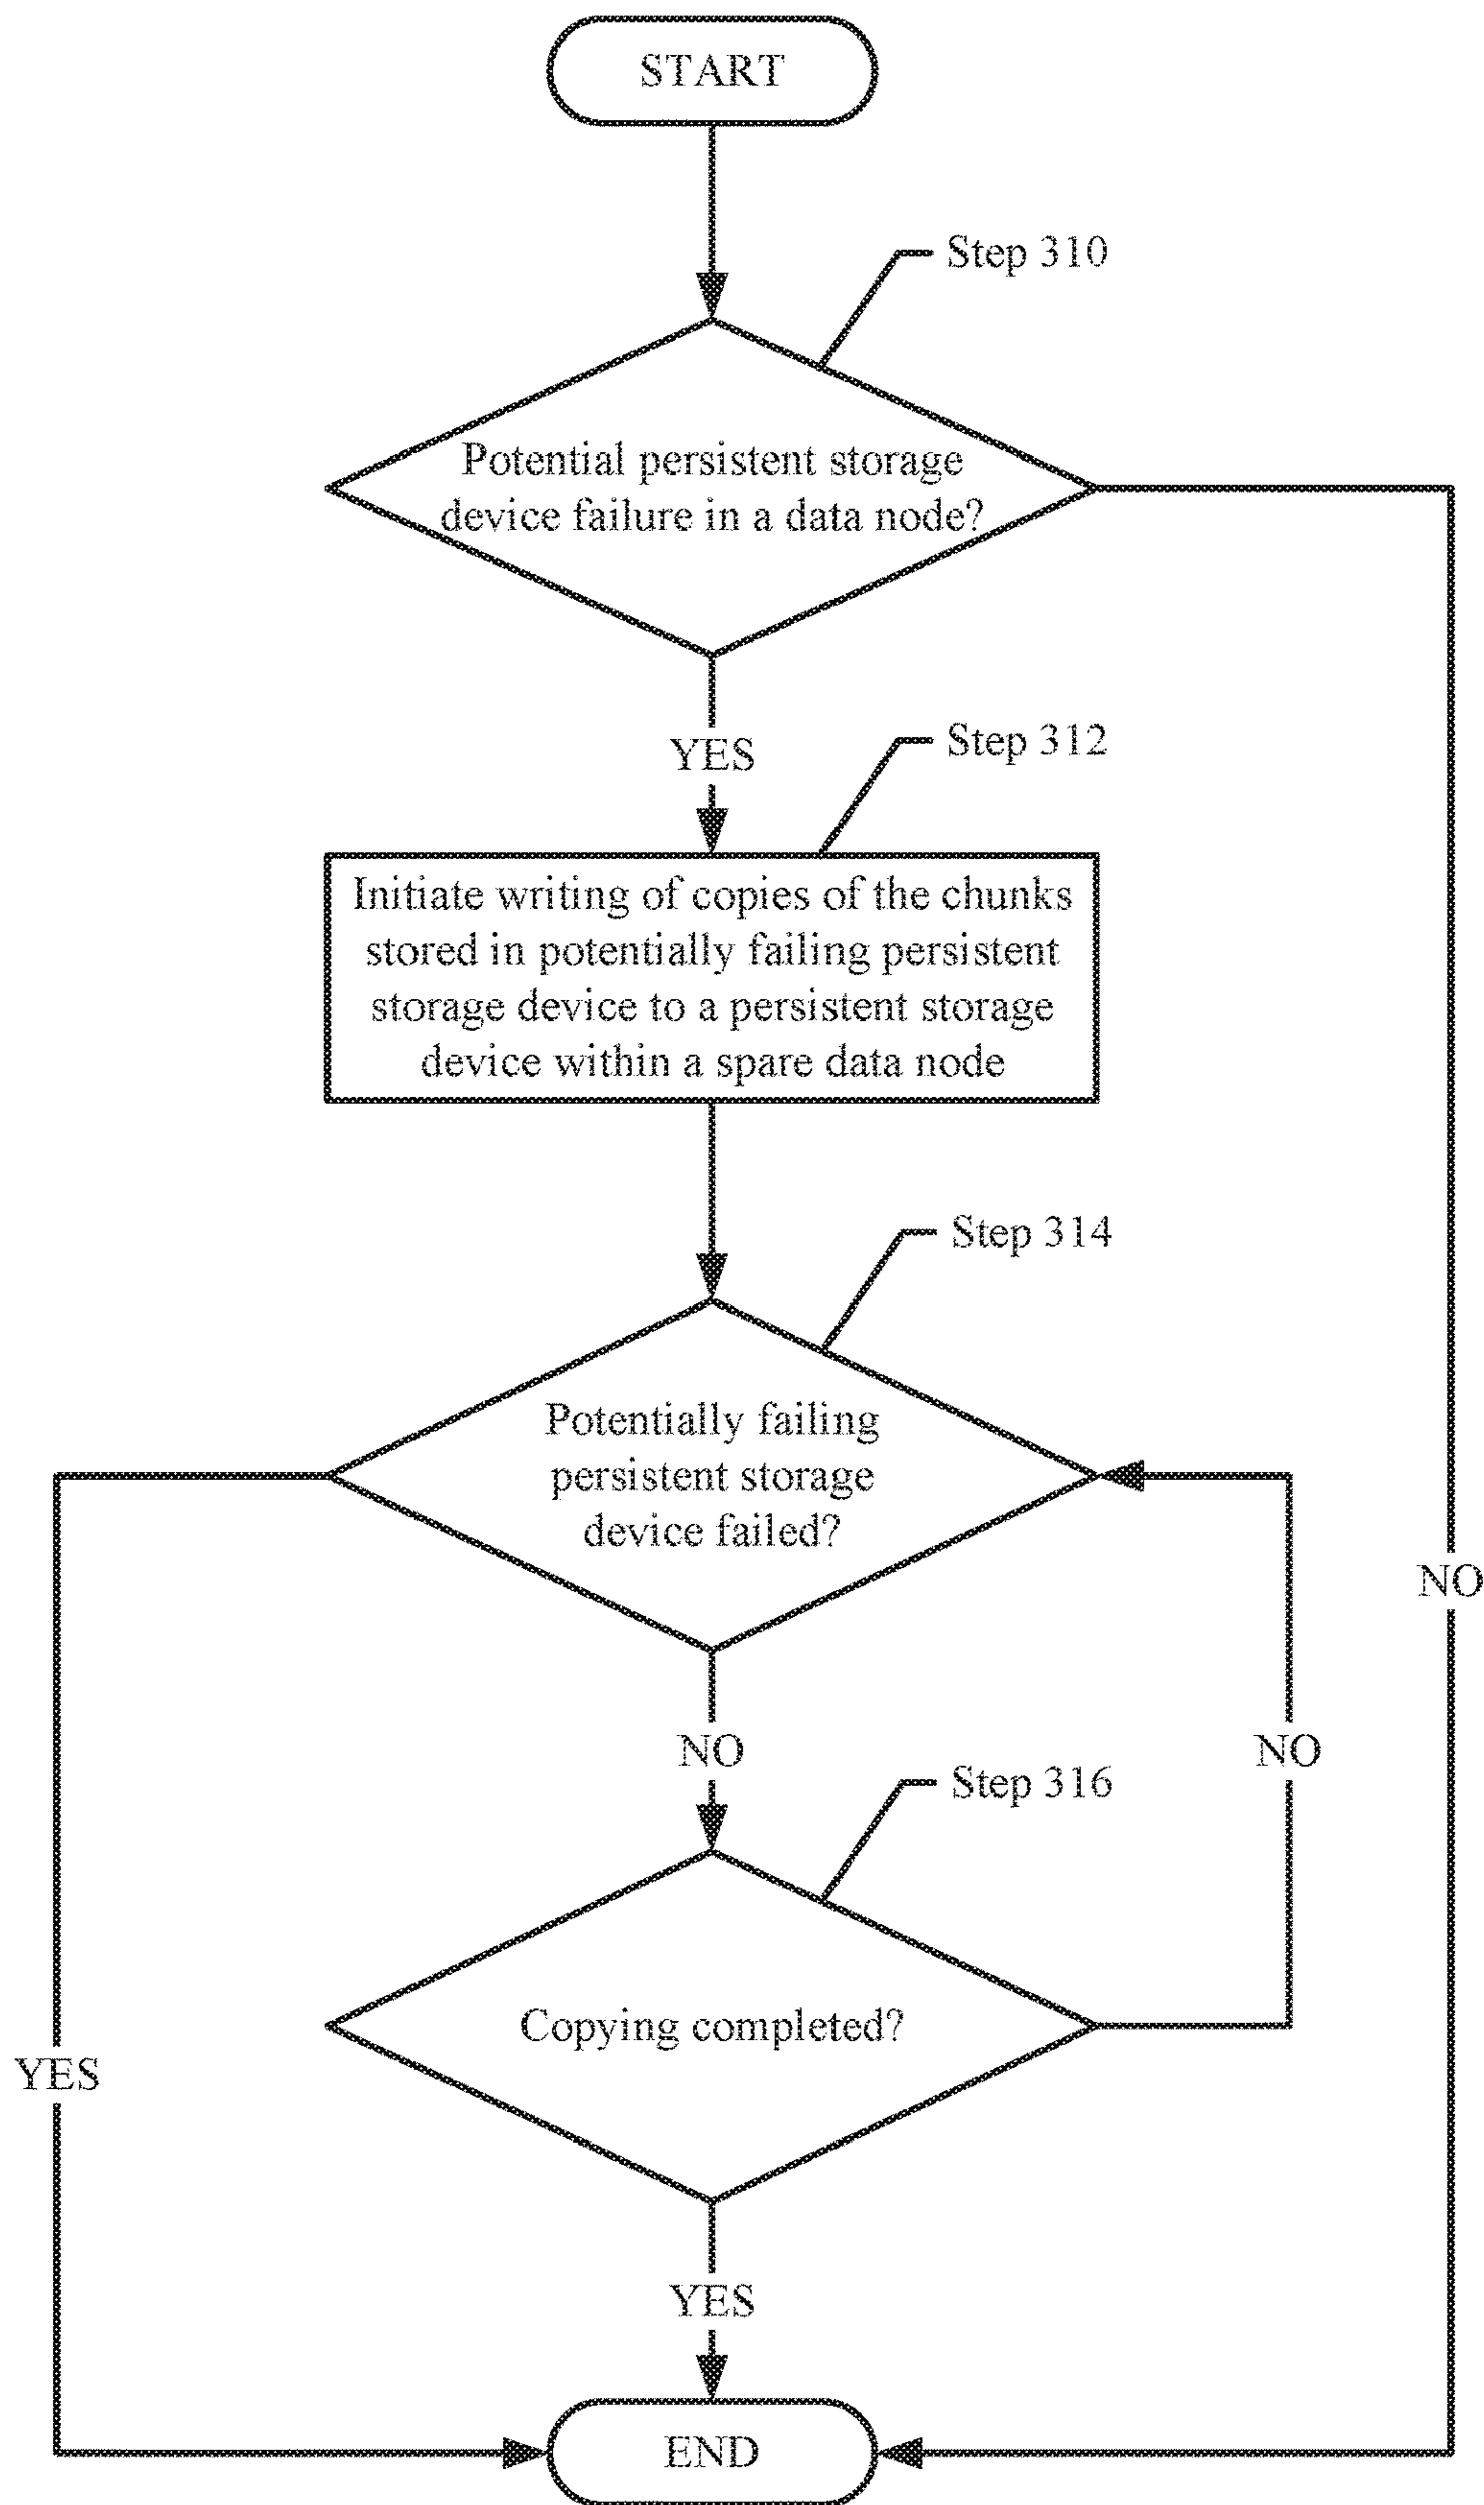 START
Step 310
Potential persistent storage
device failure in a data node?
YES
Step 312
Initiate writing of copies of the chunks
stored in potentially failing persistent
storage device to a persistent storage
device within a spare data node
Step 314
Potentially failing
persistent storage
device failed?
NO
NO
NO
Step 316
Copying completed?
YES
YES
END